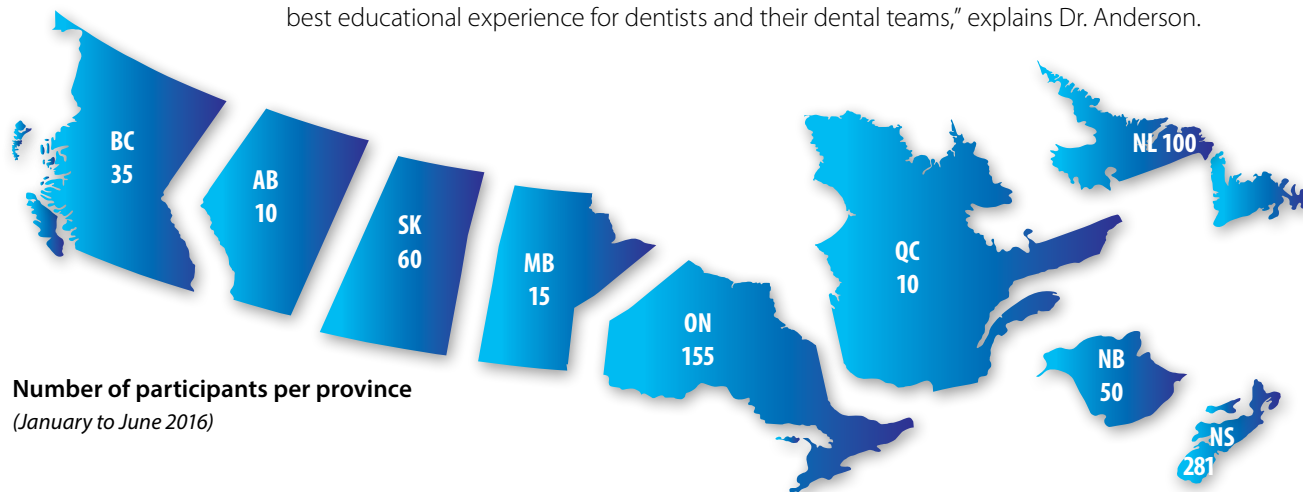 best educational experience for dentists and their dental teams,” explains Dr. Anderson.
BC
35
AB
10
SK
60
MB
15
ON
155
QC
10
NL 100
NB
50
NS
281
Number of participants per province
(January to June 2016)